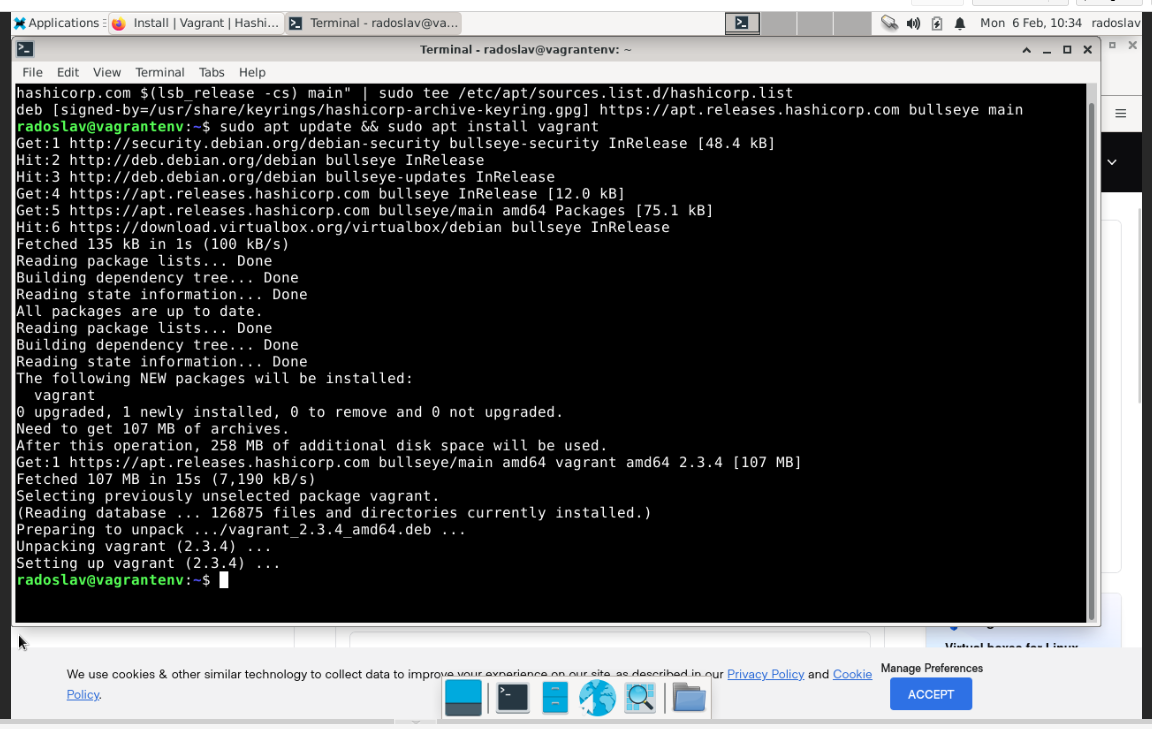 Applications
Install | Vagrant | Hashi...
Terminal - radoslav@va...
Mon 6 Feb, 10:34 radoslav
Terminal - radoslav@vagrantenv: ~
File Edit View Terminal Tabs Help
hashicorp.com $(lsb_release -cs) main" | sudo tee /etc/apt/sources.list.d/hashicorp.list
deb [signed-by=/usr/share/keyrings/hashicorp-archive-keyring.gpg] https://apt.releases.hashicorp.com bullseye main
radoslav@vagrantenv:~$ sudo apt update && sudo apt install vagrant
Get:1 http://security.debian.org/debian-security bullseye-security InRelease [48.4 kB]
Hit:2 http://deb.debian.org/debian bullseye InRelease
Hit:3 http://deb.debian.org/debian bullseye-updates InRelease
Get:4 https://apt.releases.hashicorp.com bullseye InRelease [12.0 kB]
Get:5 https://apt.releases.hashicorp.com bullseye/main amd64 Packages [75.1 kB]
Hit:6 https://download.virtualbox.org/virtualbox/debian bullseye InRelease
Fetched 135 kB in 1s (100 kB/s)
Reading package lists... Done
Building dependency tree... Done
Reading state information... Done
All packages are up to date.
Reading package lists... Done
Building dependency tree... Done
Reading state information... Done
The following NEW packages will be installed:
vagrant
0 upgraded, 1 newly installed, 0 to remove and 0 not upgraded.
Need to get 107 MB of archives.
After this operation, 258 MB of additional disk space will be used.
Get:1 https://apt.releases.hashicorp.com bullseye/main amd64 vagrant amd64 2.3.4 [107 MB]
Fetched 107 MB in 15s (7,190 kB/s)
Selecting previously unselected package vagrant.
(Reading database ... 126875 files and directories currently installed.)
Preparing to unpack .../vagrant_2.3.4_amd64.deb ...
Unpacking vagrant (2.3.4) ...
Setting up vagrant (2.3.4) ...
radoslav@vagrantenv:~$
Virtual boxes for Linux
We use cookies & other similar technology to collect data to improve your experience on our site as described in our Privacy Policy and Cookie
Policy.
Manage Preferences
ACCEPT